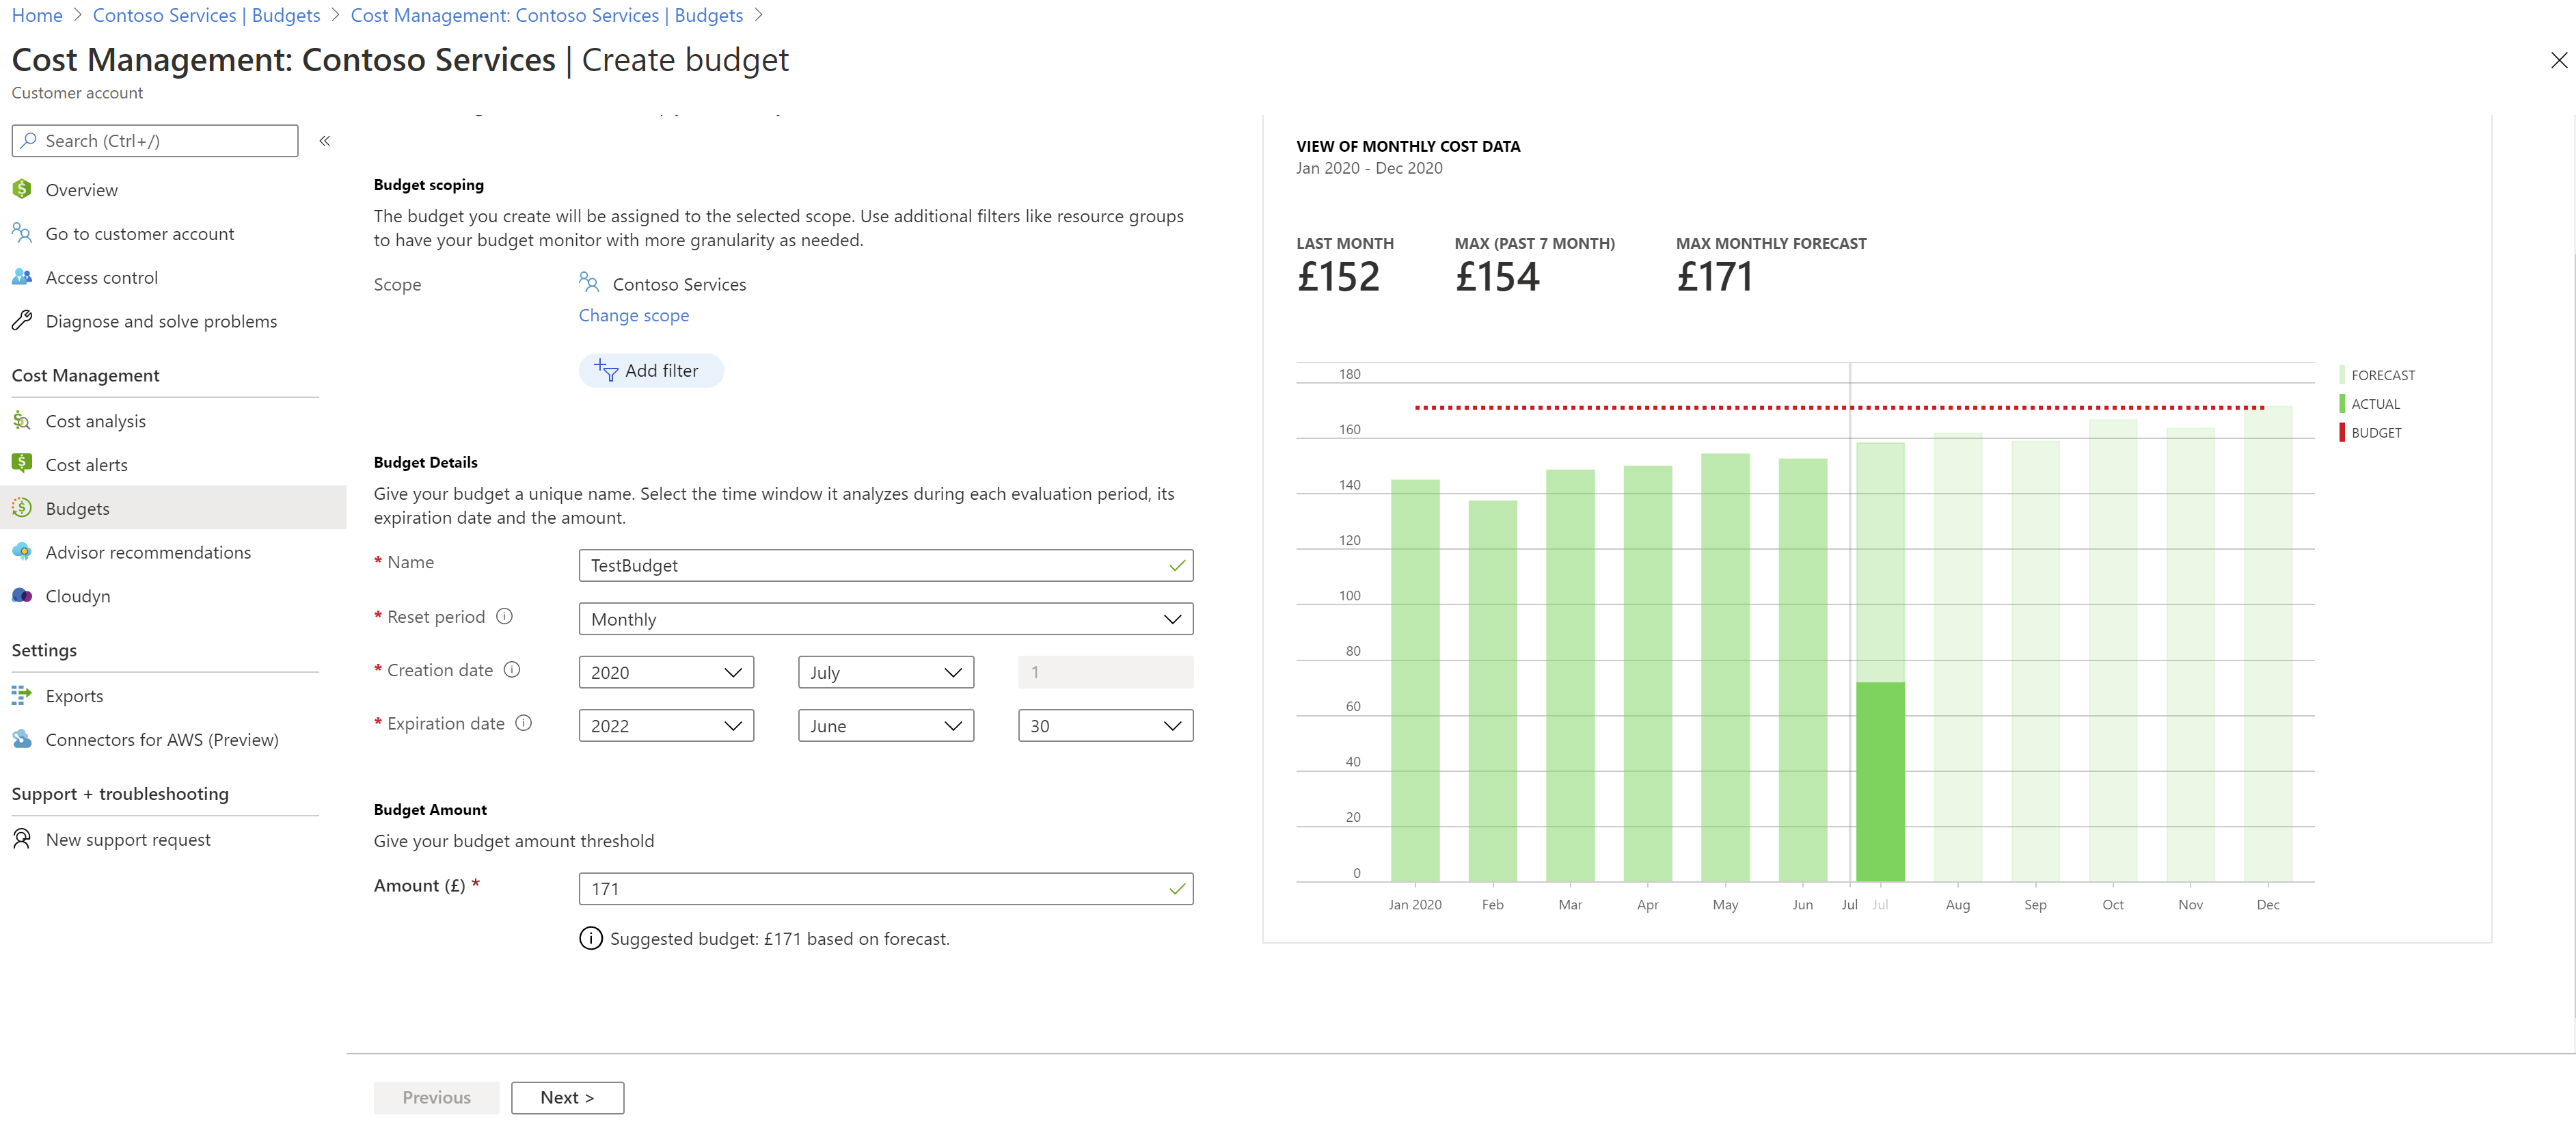 Home > Contoso Services | Budgets > Cost Management: Contoso Services | Budgets >
Cost Management: Contoso Services | Create budget
Customer account
Search (Ctrl+/)
Overview
Go to customer account
Access control
Diagnose and solve problems
Cost Management
Cost analysis
Cost alerts
Budgets
Advisor recommendations
Cloudyn
Settings
Exports
Connectors for AWS (Preview)
Support + troubleshooting
New support request
Budget scoping
The budget you create will be assigned to the selected scope. Use additional filters like resource groups
to have your budget monitor with more granularity as needed.
Scope
Contoso Services
Change scope
Add filter
Budget Details
Give your budget a unique name. Select the time window it analyzes during each evaluation period, its
expiration date and the amount.
* Name
TestBudget
* Reset period
Monthly
* Creation date
2020
July
1
* Expiration date
2022
June
30
Budget Amount
Give your budget amount threshold
Amount (£) *
171
Suggested budget: £171 based on forecast.
Previous
Next >
VIEW OF MONTHLY COST DATA
Jan 2020 - Dec 2020
LAST MONTH
£152
MAX (PAST 7 MONTH)
£154
MAX MONTHLY FORECAST
£171
180
160
140
120
100
80
60
40
20
0
Jan 2020
Feb
Mar
Apr
May
Jun
Jul
Jul
Aug
Sep
Oct
Nov
Dec
FORECAST
ACTUAL
BUDGET